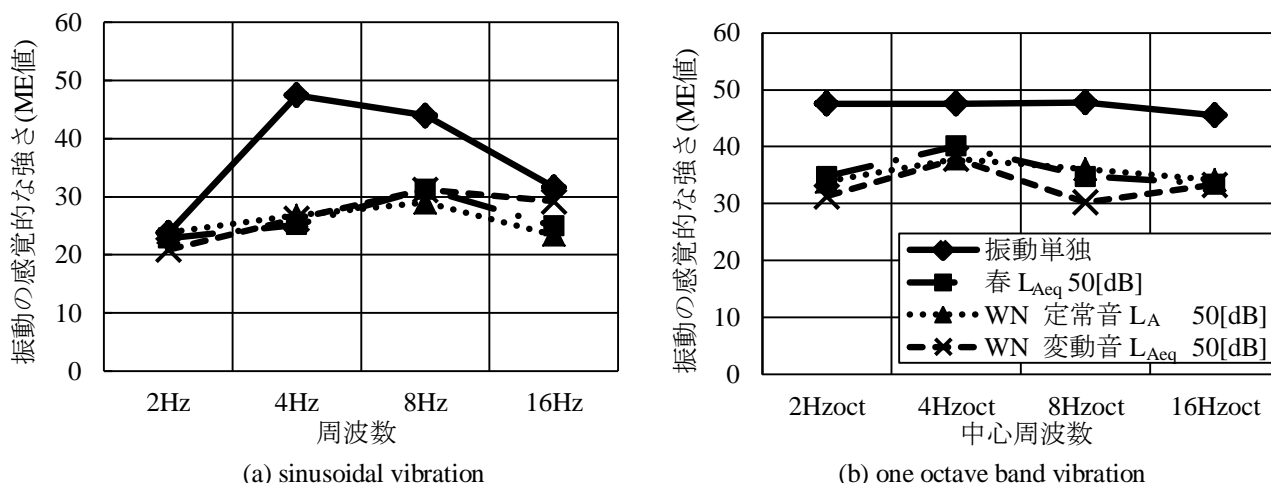 振動の感覚的な強さ(ME値)
60
50
40
30
20
10
0
2Hz 4Hz 8Hz 16Hz
周波数
(a) sinusoidal vibration
振動の感覚的な強さ(ME値)
60
50
40
30
20
10
0
振動単独
春 LAeq 50[dB]
WN 定常音 LA 50[dB]
WN 変動音 LAeq 50[dB]
2Hzoct 4Hzoct 8Hzoct 16Hzoct
中心周波数
(b) one octave band vibration